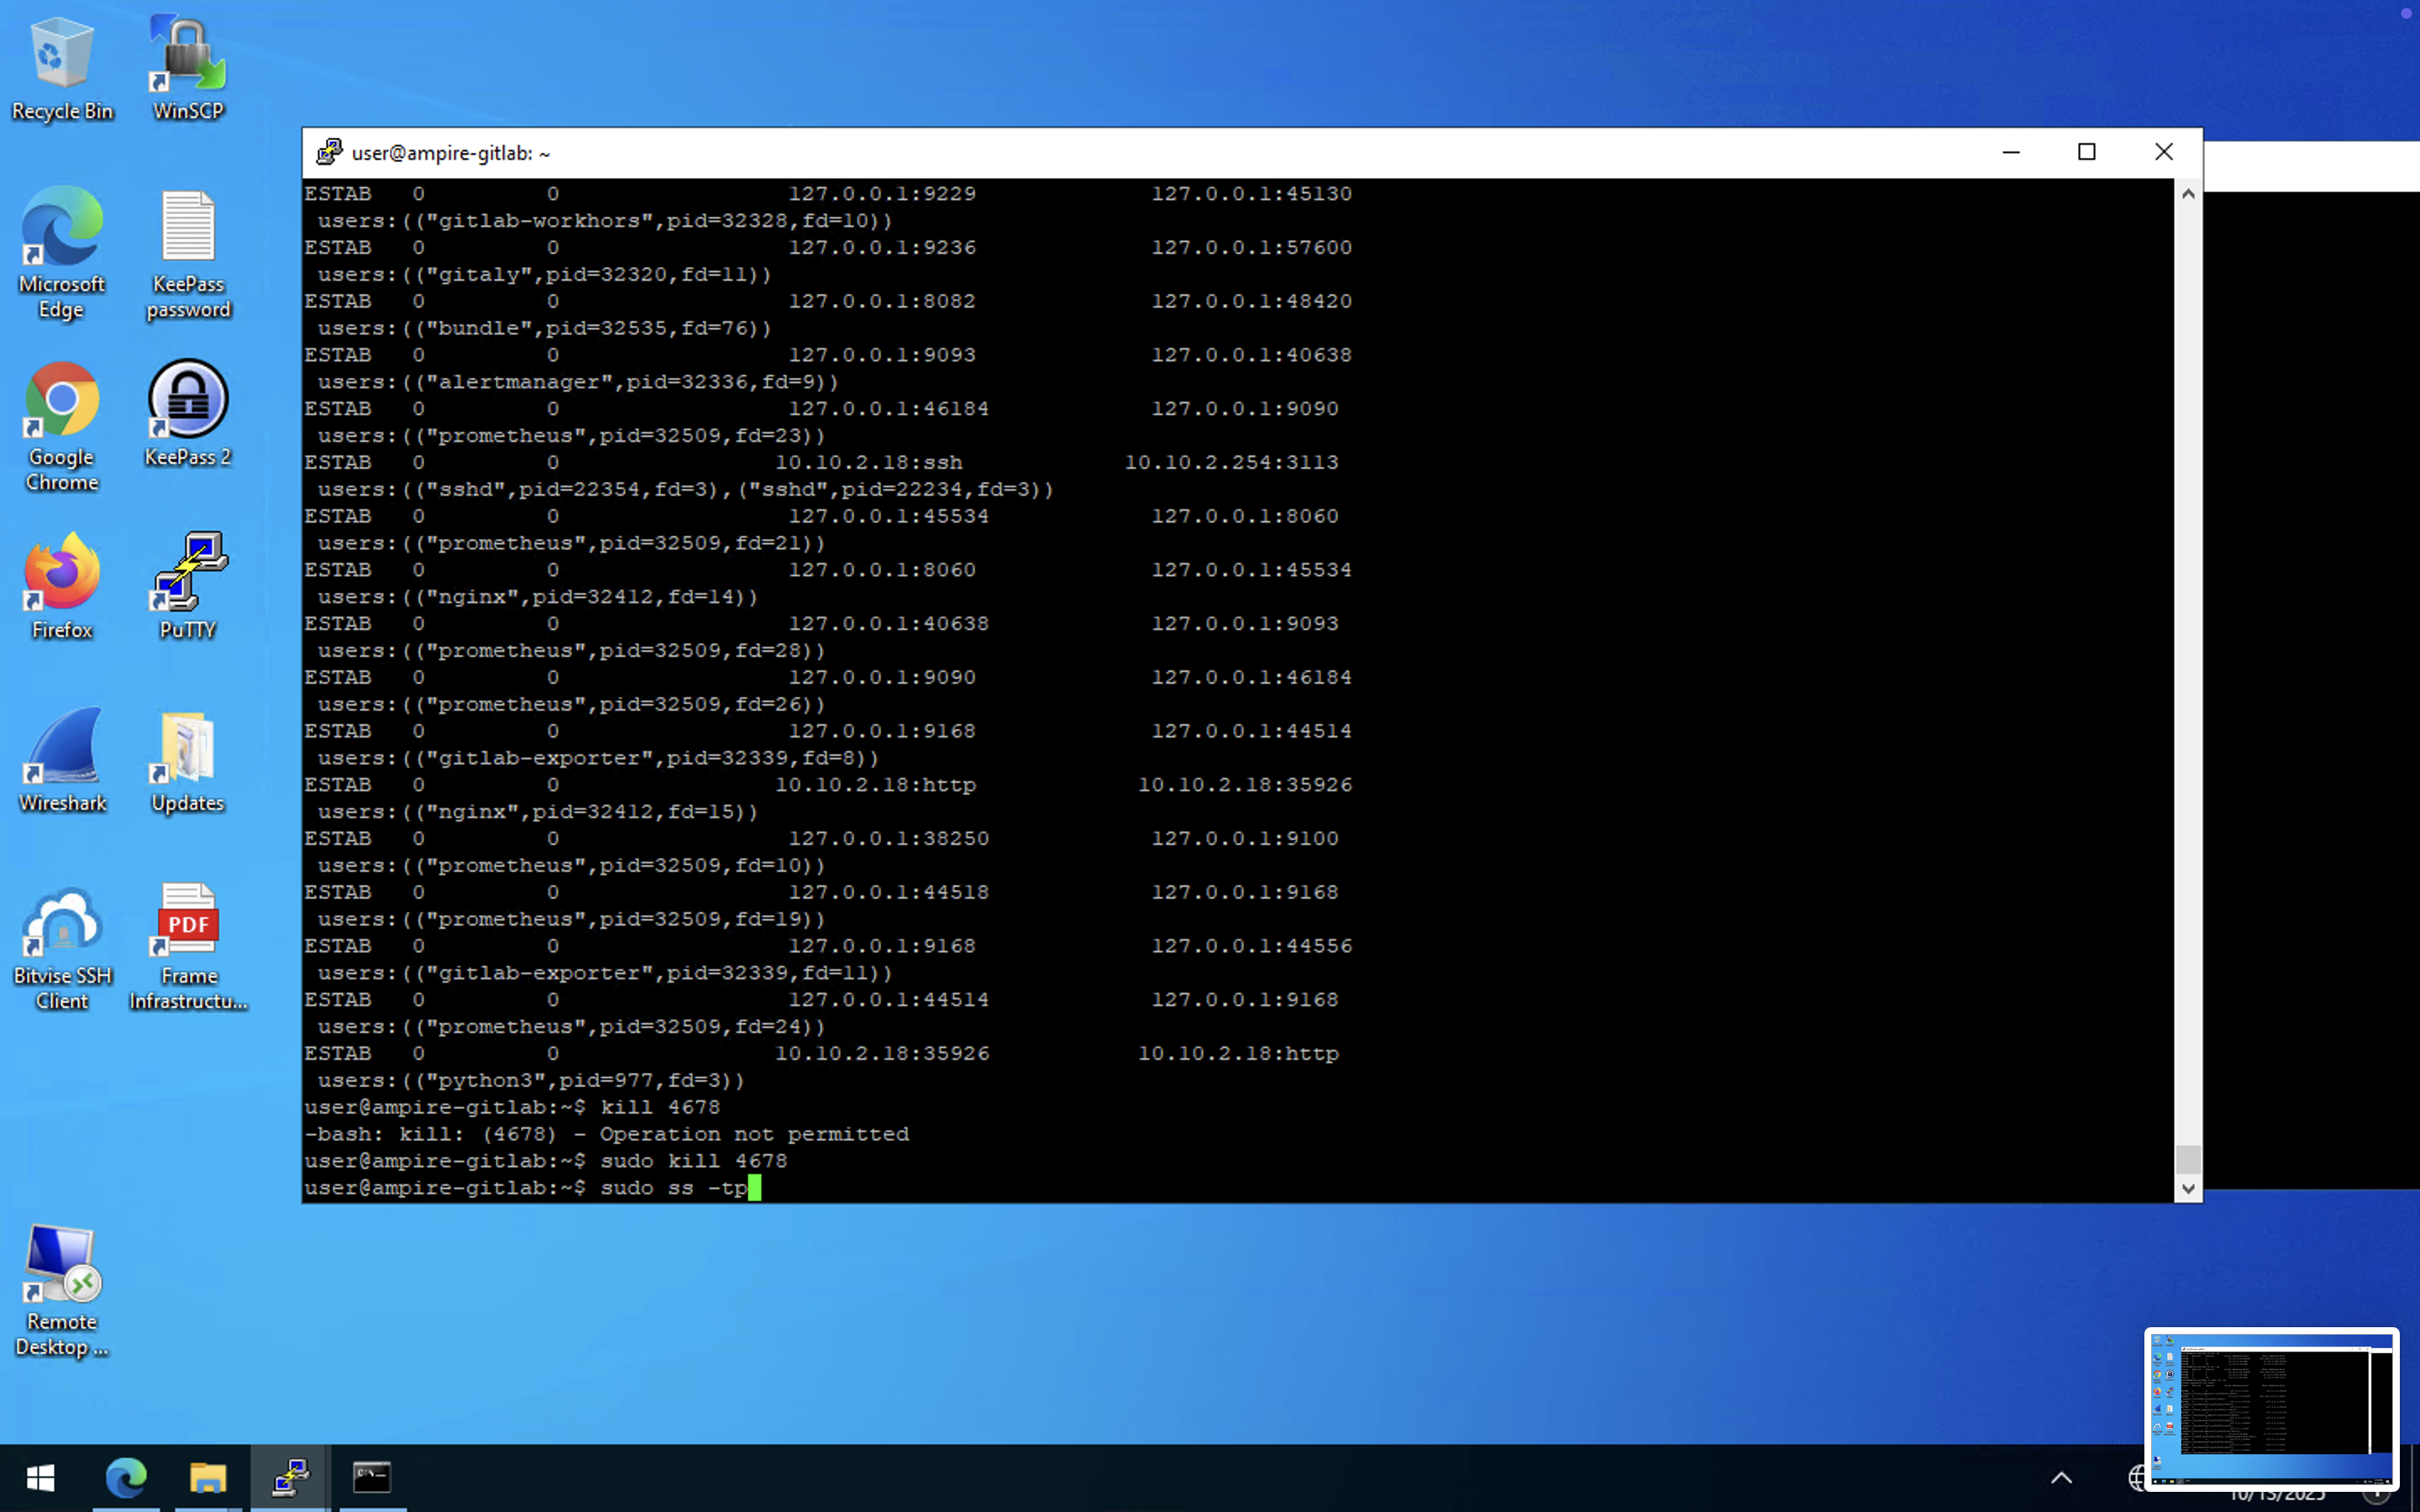 Recycle Bin
WinSCP
Microsoft
Edge
KeePass
password
Google
Chrome
KeePass 2
Firefox
PuTTY
Wireshark
Updates
Bitvise SSH
Client
PDF
Frame
Infrastructu...
Remote
Desktop ...
user@ampire-gitlab: ~
ESTAB 0 0 127.0.0.1:9229 127.0.0.1:45130
users:(("gitlab-workhors",pid=32328,fd=10))
ESTAB 0 0 127.0.0.1:9236 127.0.0.1:57600
users:(("gitaly",pid=32320,fd=11))
ESTAB 0 0 127.0.0.1:8082 127.0.0.1:48420
users:(("bundle",pid=32535,fd=76))
ESTAB 0 0 127.0.0.1:9093 127.0.0.1:40638
users:(("alertmanager",pid=32336,fd=9))
ESTAB 0 0 127.0.0.1:46184 127.0.0.1:9090
users:(("prometheus",pid=32509,fd=23))
ESTAB 0 0 10.10.2.18:ssh 10.10.2.254:3113
users:(("sshd",pid=22354,fd=3),("sshd",pid=22234,fd=3))
ESTAB 0 0 127.0.0.1:45534 127.0.0.1:8060
users:(("prometheus",pid=32509,fd=21))
ESTAB 0 0 127.0.0.1:8060 127.0.0.1:45534
users:(("nginx",pid=32412,fd=14))
ESTAB 0 0 127.0.0.1:40638 127.0.0.1:9093
users:(("prometheus",pid=32509,fd=28))
ESTAB 0 0 127.0.0.1:9090 127.0.0.1:46184
users:(("prometheus",pid=32509,fd=26))
ESTAB 0 0 127.0.0.1:9168 127.0.0.1:44514
users:(("gitlab-exporter",pid=32339,fd=8))
ESTAB 0 0 10.10.2.18:http 10.10.2.18:35926
users:(("nginx",pid=32412,fd=15))
ESTAB 0 0 127.0.0.1:38250 127.0.0.1:9100
users:(("prometheus",pid=32509,fd=10))
ESTAB 0 0 127.0.0.1:44518 127.0.0.1:9168
users:(("prometheus",pid=32509,fd=19))
ESTAB 0 0 127.0.0.1:9168 127.0.0.1:44556
users:(("gitlab-exporter",pid=32339,fd=11))
ESTAB 0 0 127.0.0.1:44514 127.0.0.1:9168
users:(("prometheus",pid=32509,fd=24))
ESTAB 0 0 10.10.2.18:35926 10.10.2.18:http
users:(("python3",pid=977,fd=3))
user@ampire-gitlab:~$ kill 4678
-bash: kill: (4678) - Operation not permitted
user@ampire-gitlab:~$ sudo kill 4678
user@ampire-gitlab:~$ sudo ss -tp
10/13/2025